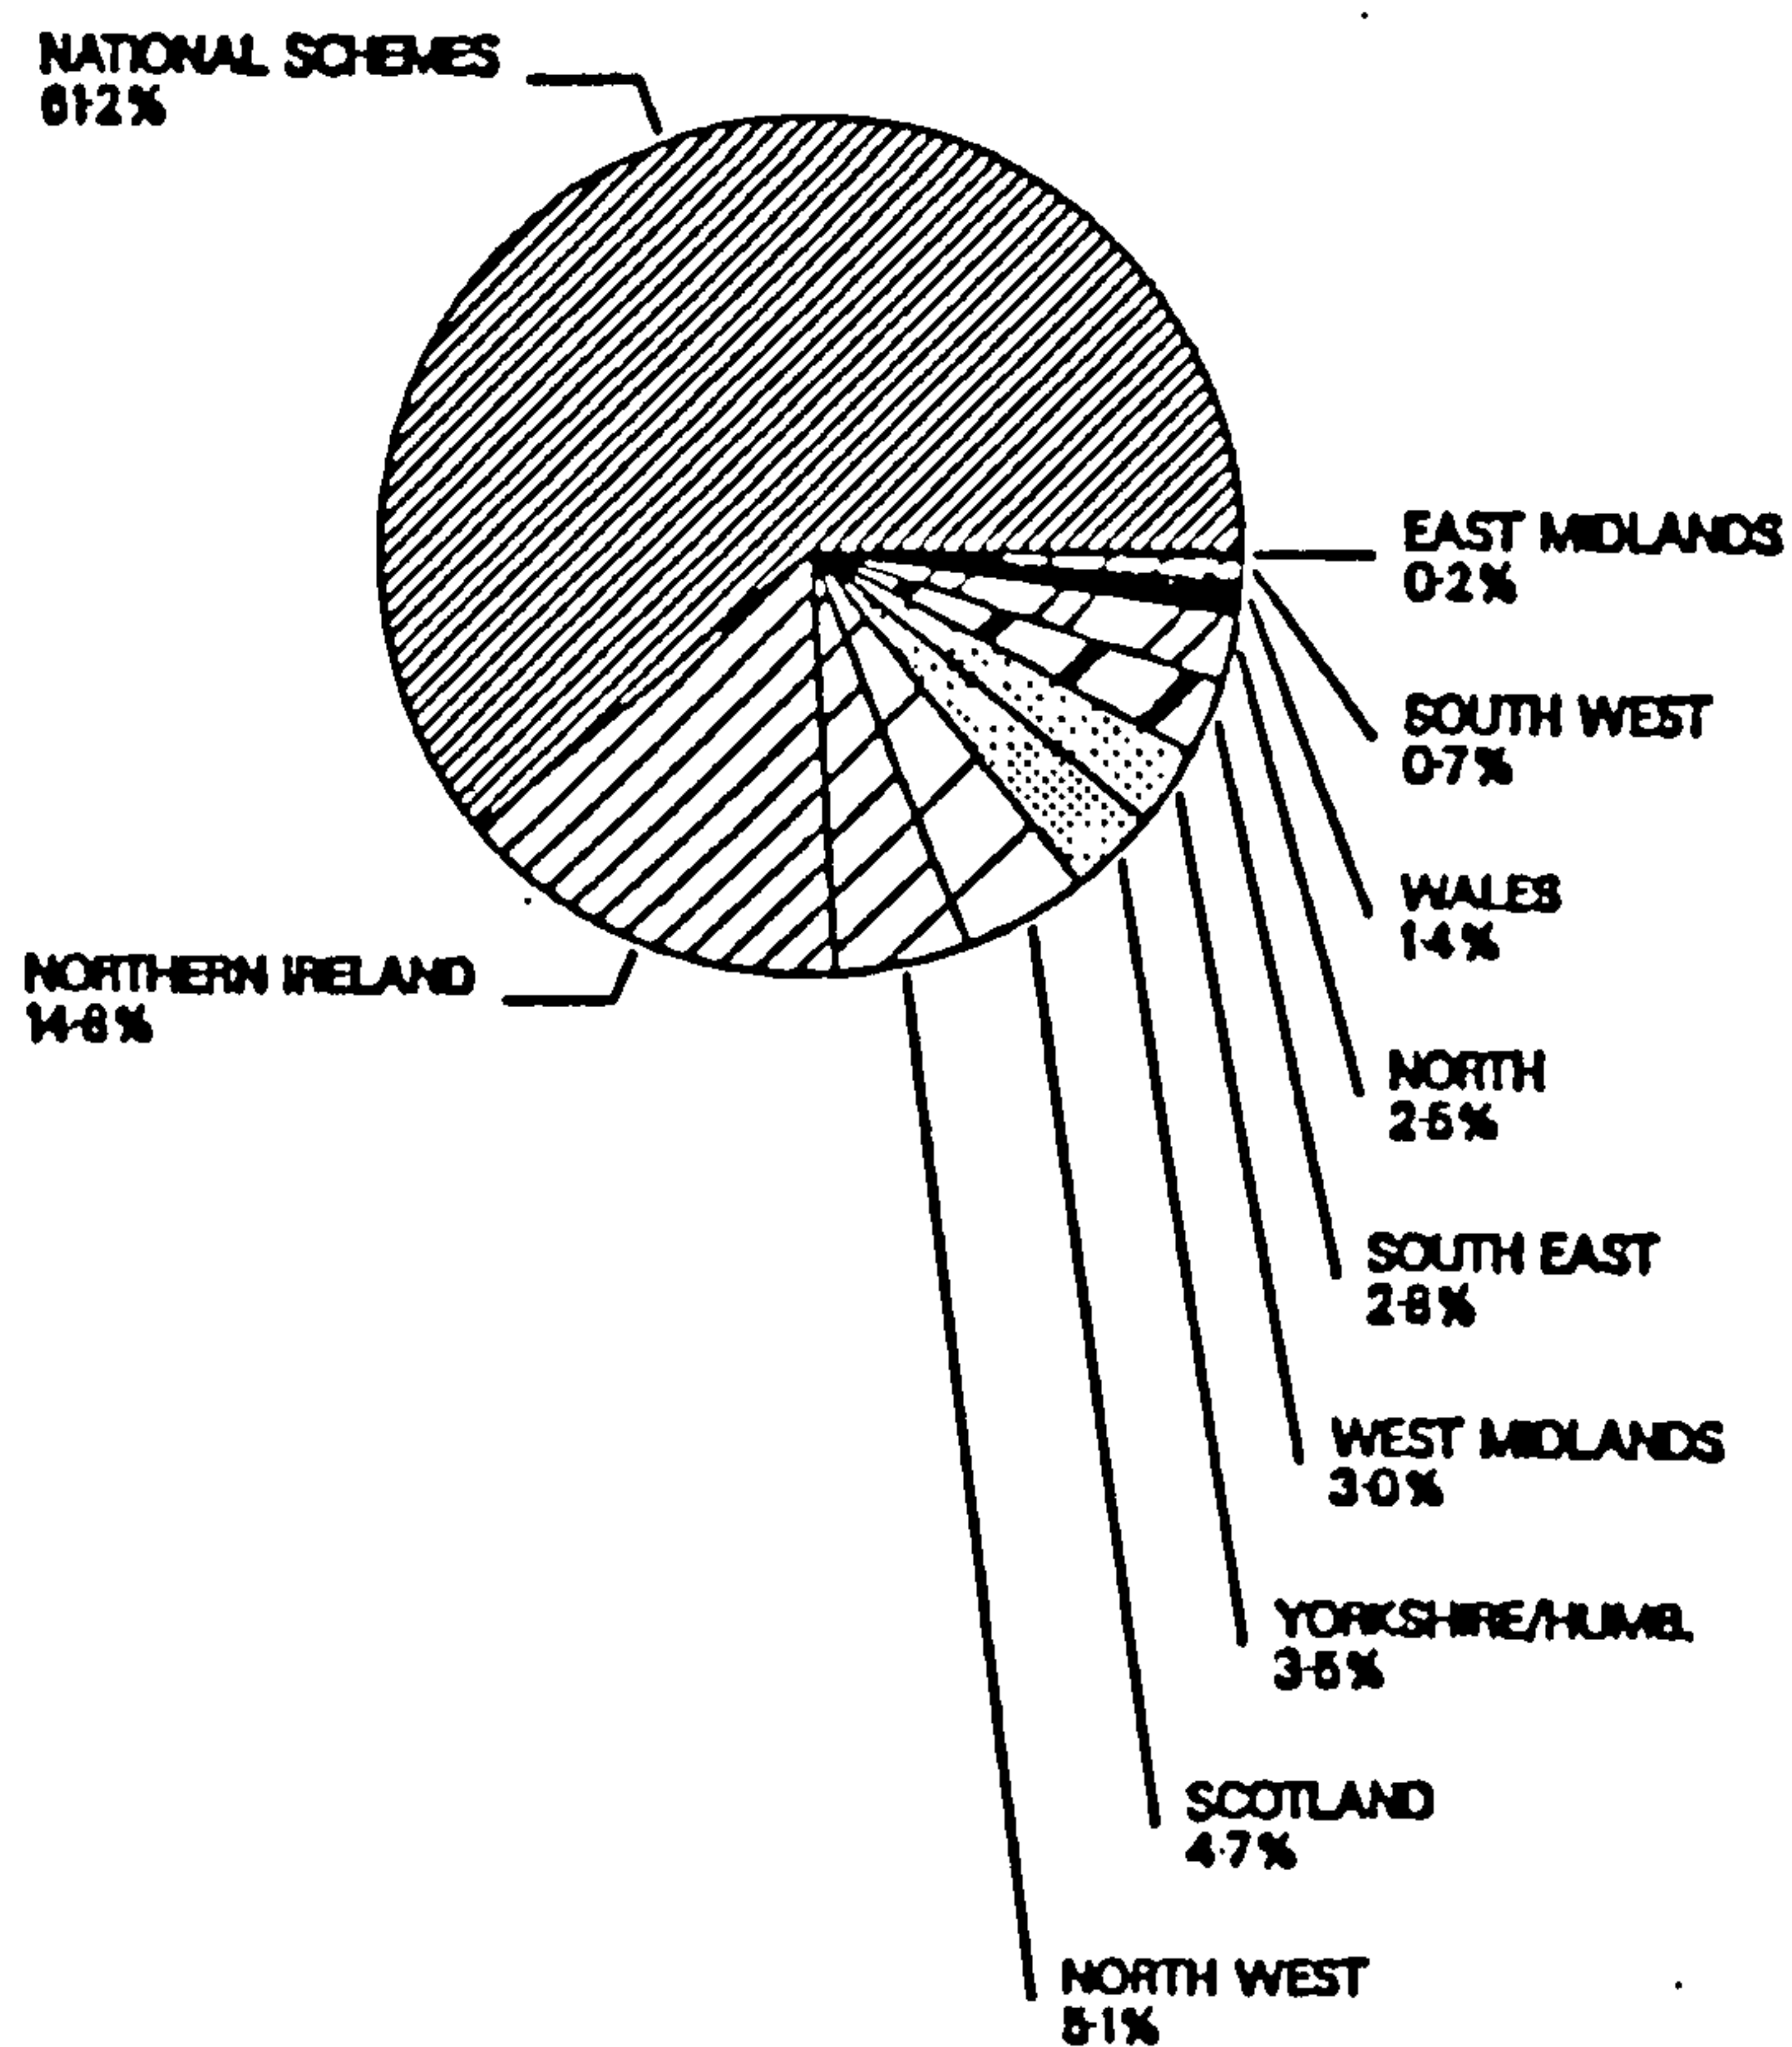 NATIONAL SCHEMES
61·2%
EAST MIDLANDS
0·2%
SOUTH WEST
0·7%
WALES
1·4%
NORTH
2·6%
SOUTH EAST
2·8%
WEST MIDLANDS
3·0%
YORKSHIRE/HUMB.
3·5%
SCOTLAND
4·7%
NORTH WEST
5·1%
NORTHERN IRELAND
14·8%